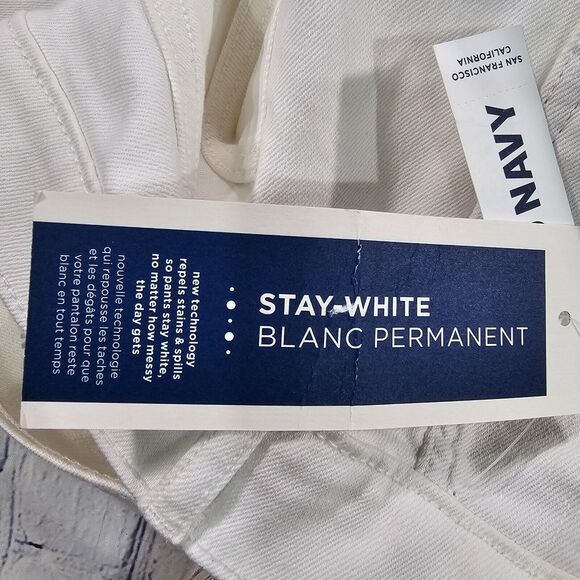 SAN FRANCISCO
CALIFORNIA
NAVY
STAY-WHITE
BLANC PERMANENT
new technology
repels stains & spills
so pants stay white,
no matter how messy
the day gets
nouvelle technologie
qui repousse les taches
et les dégâts pour que
votre pantalon reste
blanc en tout temps